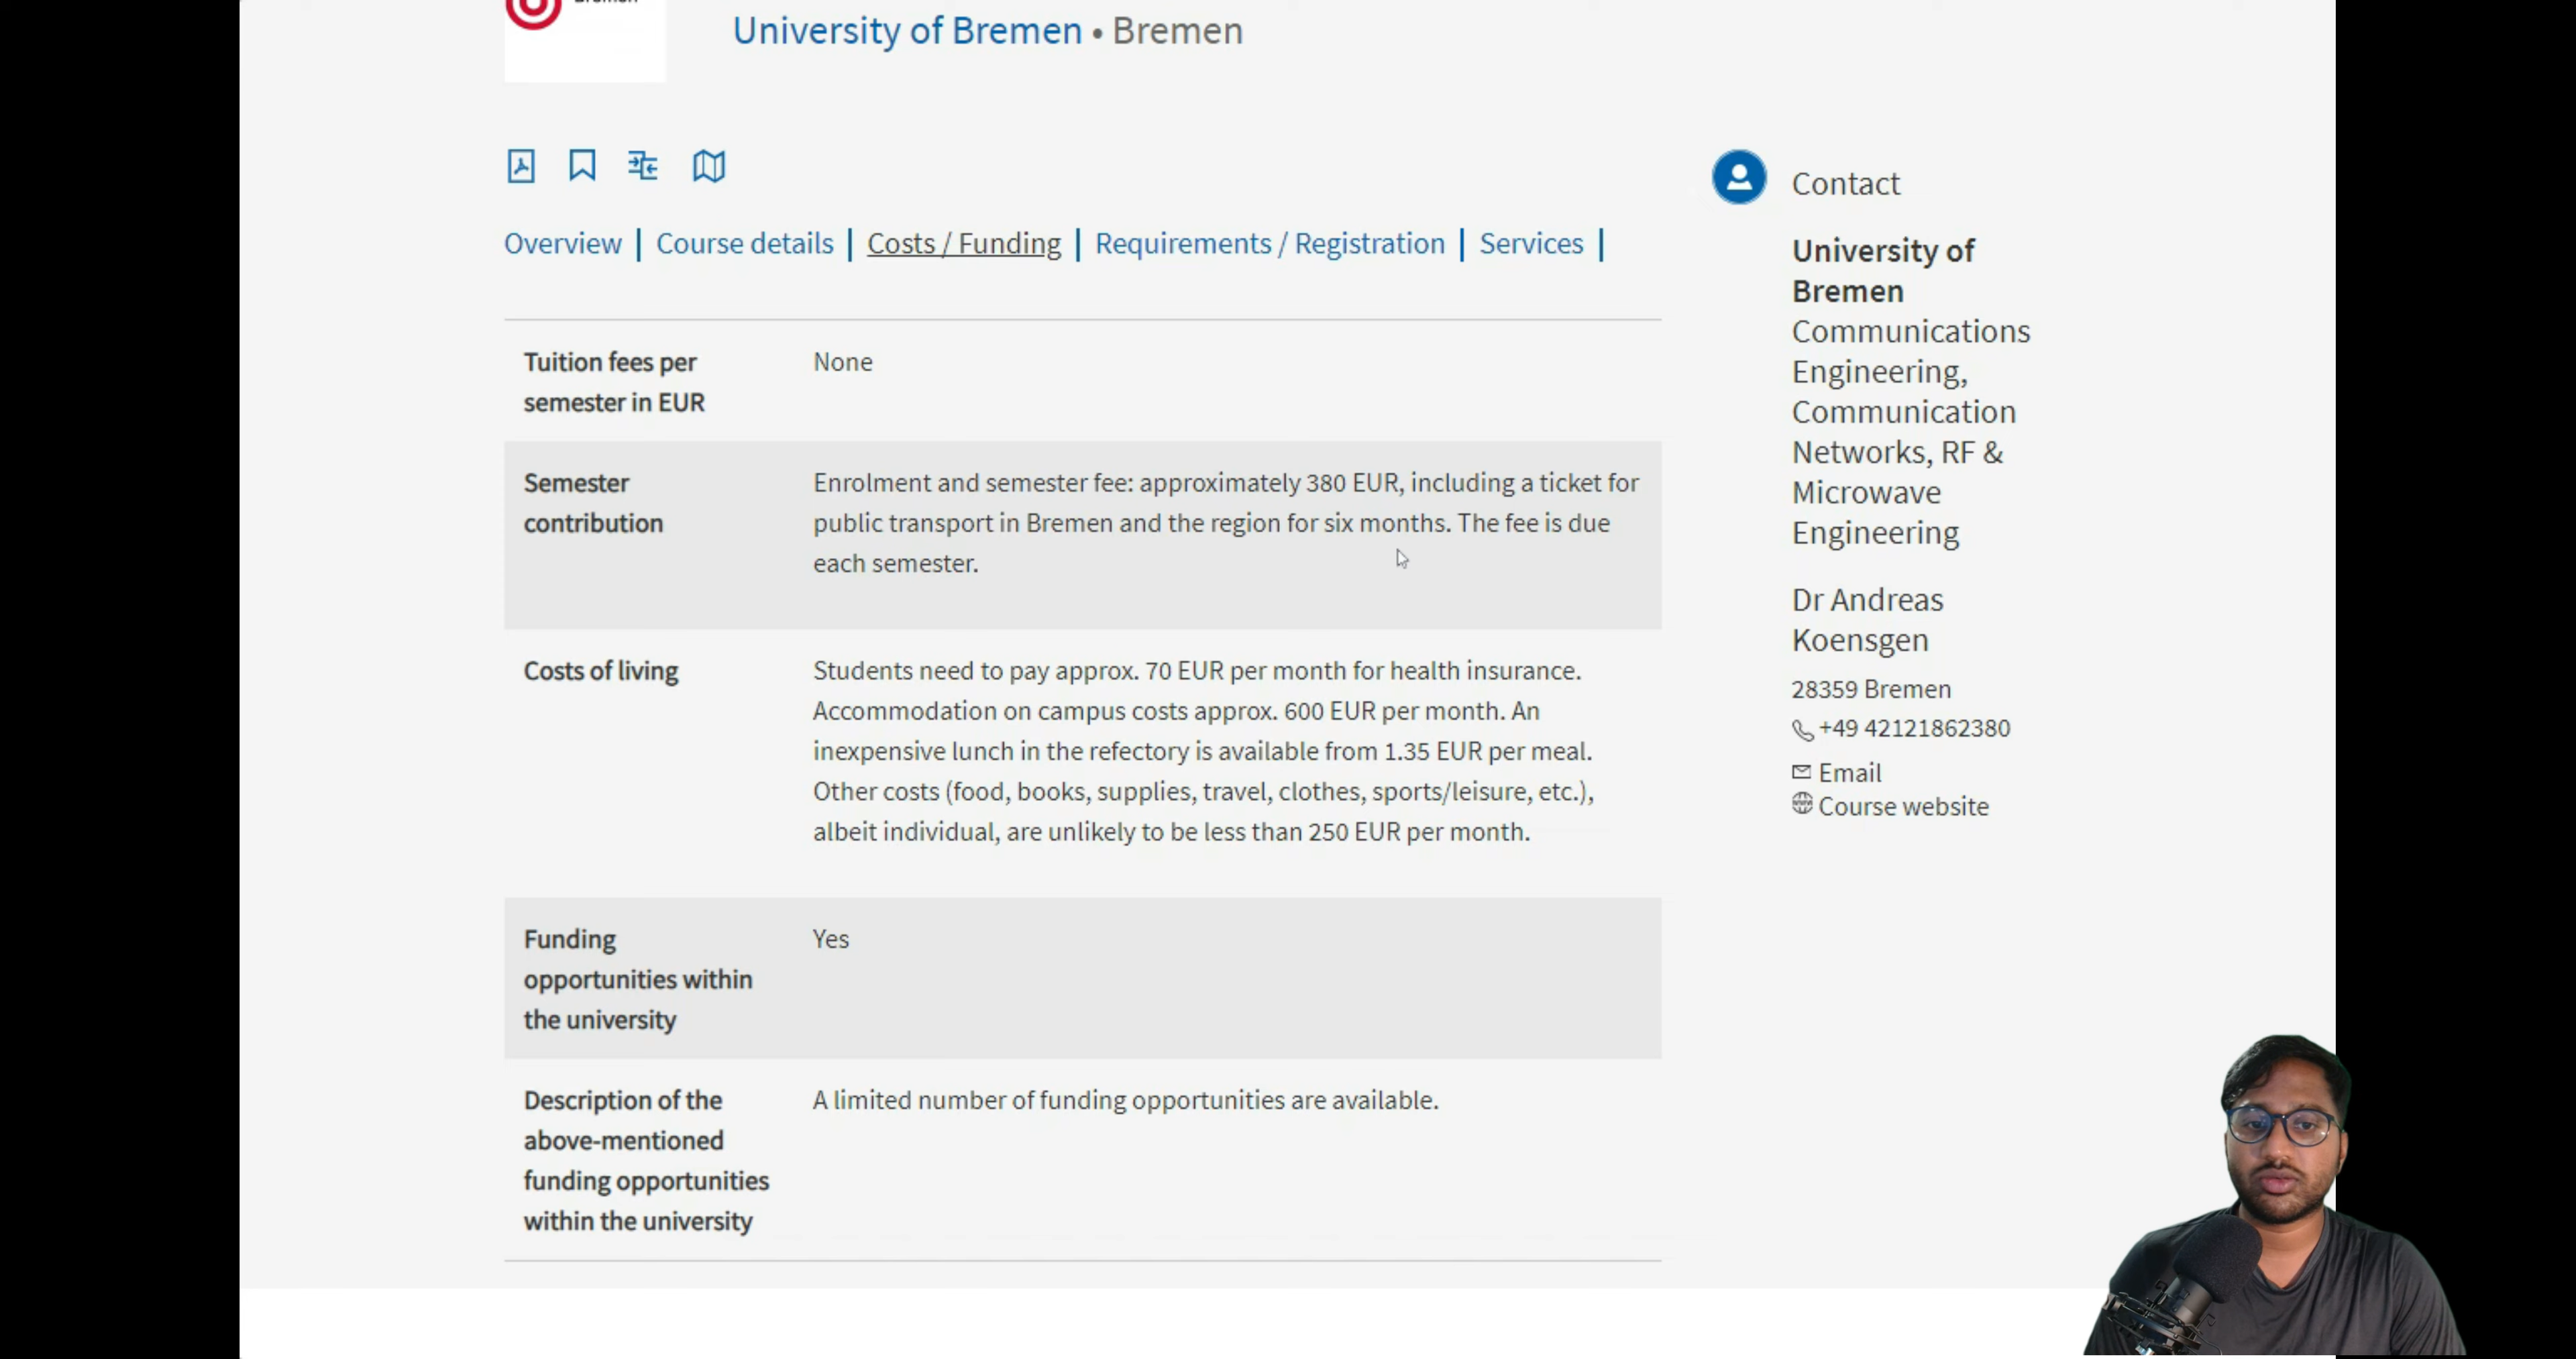 University of Bremen • Bremen
Overview | Course details | Costs / Funding | Requirements / Registration | Services |
Tuition fees per
semester in EUR
None
Semester
contribution
Enrolment and semester fee: approximately 380 EUR, including a ticket for
public transport in Bremen and the region for six months. The fee is due
each semester.
Costs of living
Students need to pay approx. 70 EUR per month for health insurance.
Accommodation on campus costs approx. 600 EUR per month. An
inexpensive lunch in the refectory is available from 1.35 EUR per meal.
Other costs (food, books, supplies, travel, clothes, sports/leisure, etc.),
albeit individual, are unlikely to be less than 250 EUR per month.
Funding
opportunities within
the university
Yes
Description of the
above-mentioned
funding opportunities
within the university
A limited number of funding opportunities are available.
Contact
University of
Bremen
Communications
Engineering,
Communication
Networks, RF &
Microwave
Engineering
Dr Andreas
Koensgen
28359 Bremen
+49 42121862380
Email
Course website